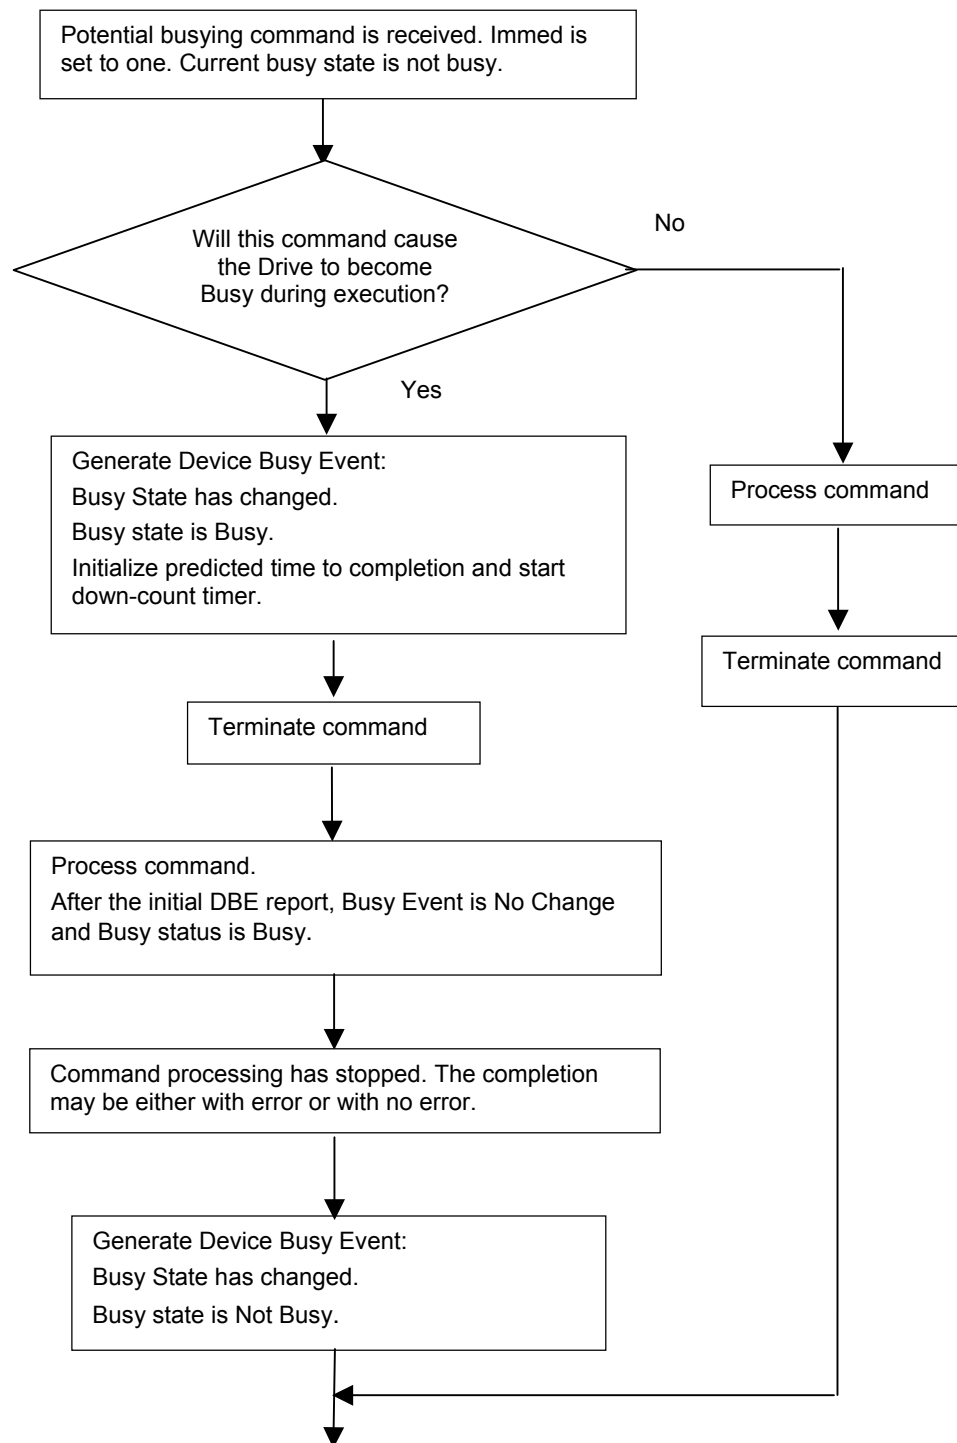 Potential busying command is received. Immed is
set to one. Current busy state is not busy.
Will this command cause
the Drive to become
Busy during execution?
No
Yes
Generate Device Busy Event:
Busy State has changed.
Busy state is Busy.
Initialize predicted time to completion and start
down-count timer.
Process command
Terminate command
Terminate command
Process command.
After the initial DBE report, Busy Event is No Change
and Busy status is Busy.
Command processing has stopped. The completion
may be either with error or with no error.
Generate Device Busy Event:
Busy State has changed.
Busy state is Not Busy.